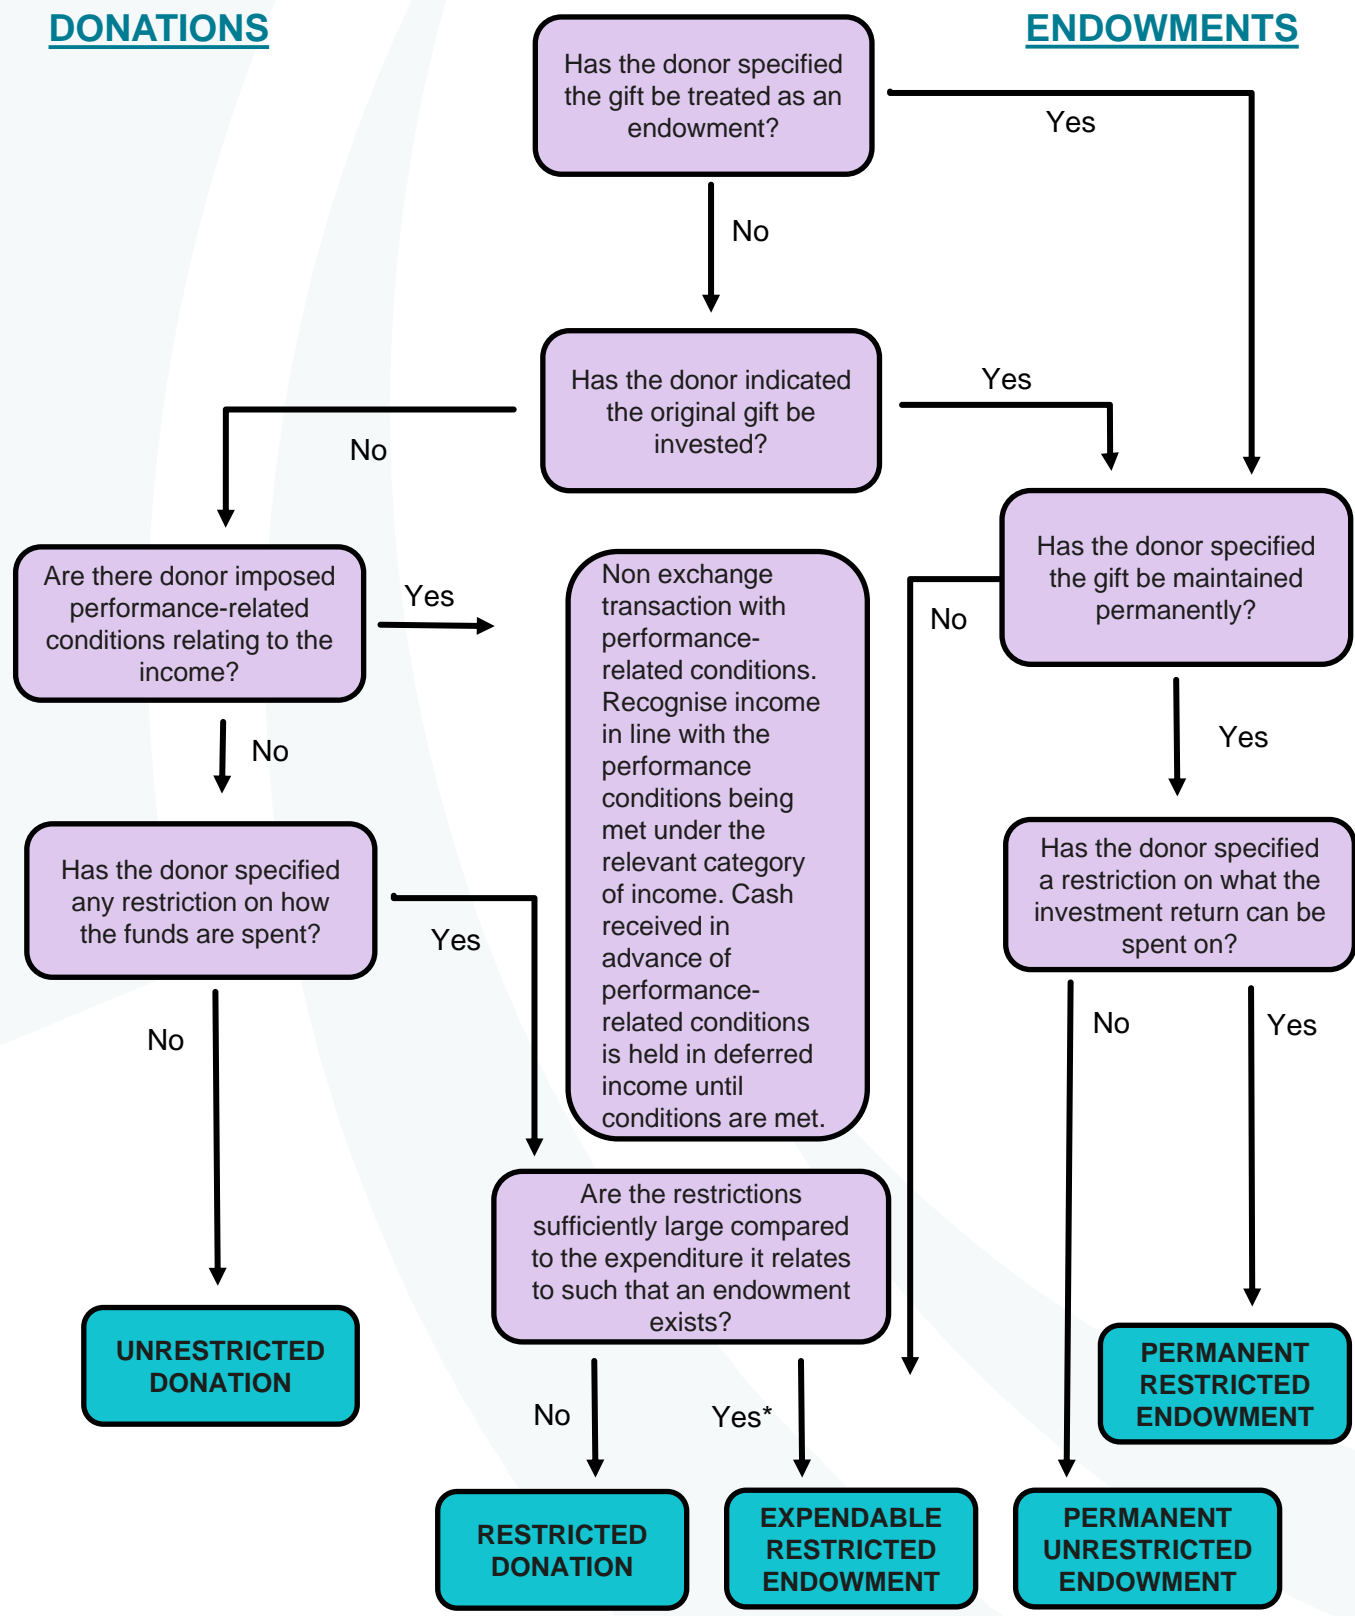 DONATIONS
ENDOWMENTS
Has the donor specified
the gift be treated as an
endowment?
Yes
No
Has the donor indicated
the original gift be
invested?
Yes
No
Has the donor specified
the gift be maintained
permanently?
No
Yes
Are there donor imposed
performance-related
conditions relating to the
income?
Yes
No
Non exchange
transaction with
performance-
related conditions.
Recognise income
in line with the
performance
conditions being
met under the
relevant category
of income. Cash
received in
advance of
performance-
related conditions
is held in deferred
income until
conditions are met.
Has the donor specified
any restriction on how
the funds are spent?
Yes
No
Has the donor specified
a restriction on what the
investment return can be
spent on?
No
Yes
Are the restrictions
sufficiently large compared
to the expenditure it relates
to such that an endowment
exists?
No
Yes*
UNRESTRICTED
DONATION
PERMANENT
RESTRICTED
ENDOWMENT
RESTRICTED
DONATION
EXPENDABLE
RESTRICTED
ENDOWMENT
PERMANENT
UNRESTRICTED
ENDOWMENT